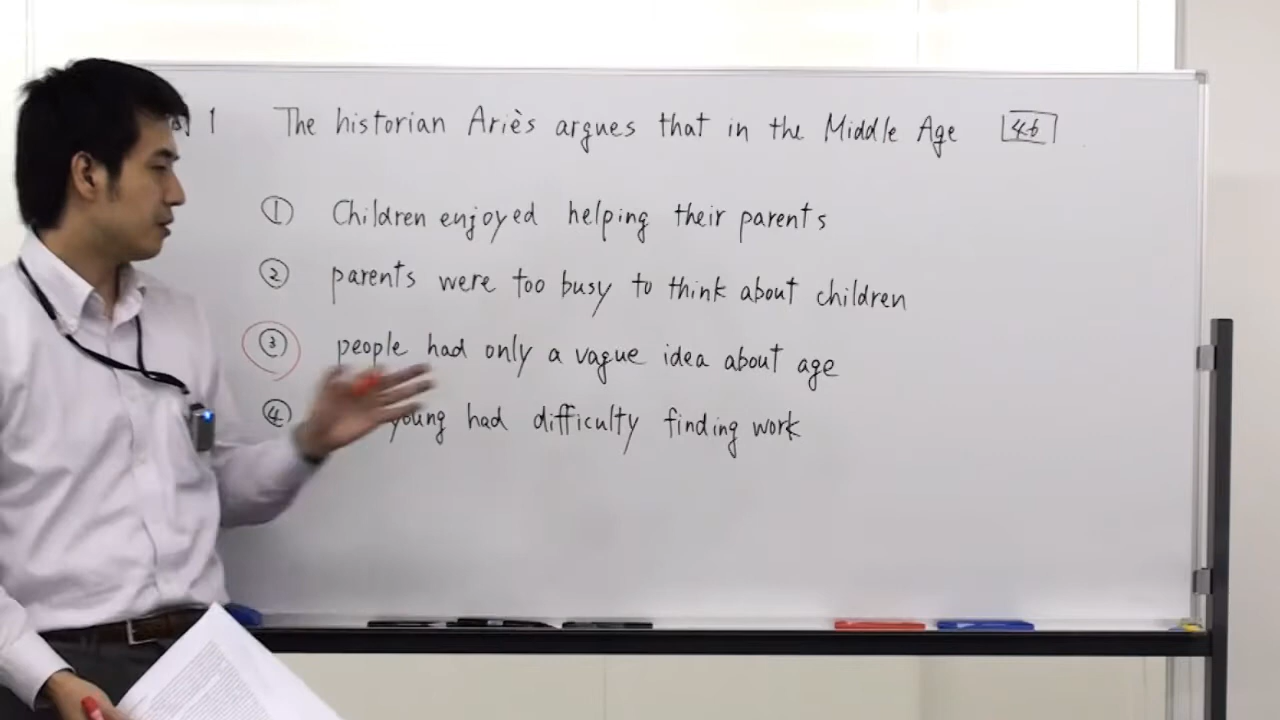 1 The historian Ariès argues that in the Middle Age 46
① Children enjoyed helping their parents
② parents were too busy to think about children
③ people had only a vague idea about age
④ young had difficulty finding work